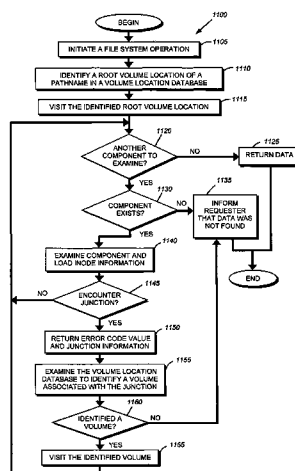 BEGIN
1100
1105
INITIATE A FILE SYSTEM OPERATION
1110
IDENTIFY A ROOT VOLUME LOCATION OF A
PATHNAME IN A VOLUME LOCATION DATABASE
1115
VISIT THE IDENTIFIED ROOT VOLUME LOCATION
1120
ANOTHER
COMPONENT TO
EXAMINE?
NO
1125
RETURN DATA
YES
1130
COMPONENT
EXISTS?
NO
1135
INFORM
REQUESTER
THAT DATA WAS
NOT FOUND
YES
1140
EXAMINE COMPONENT AND
LOAD INODE INFORMATION
END
1145
NO
ENCOUNTER
JUNCTION?
YES
1150
RETURN ERROR CODE VALUE
AND JUNCTION INFORMATION
1155
EXAMINE THE VOLUME LOCATION
DATABASE TO IDENTIFY A VOLUME
ASSOCIATED WITH THE JUNCTION
1160
IDENTIFIED A
VOLUME?
NO
YES
1165
VISIT THE IDENTIFIED VOLUME